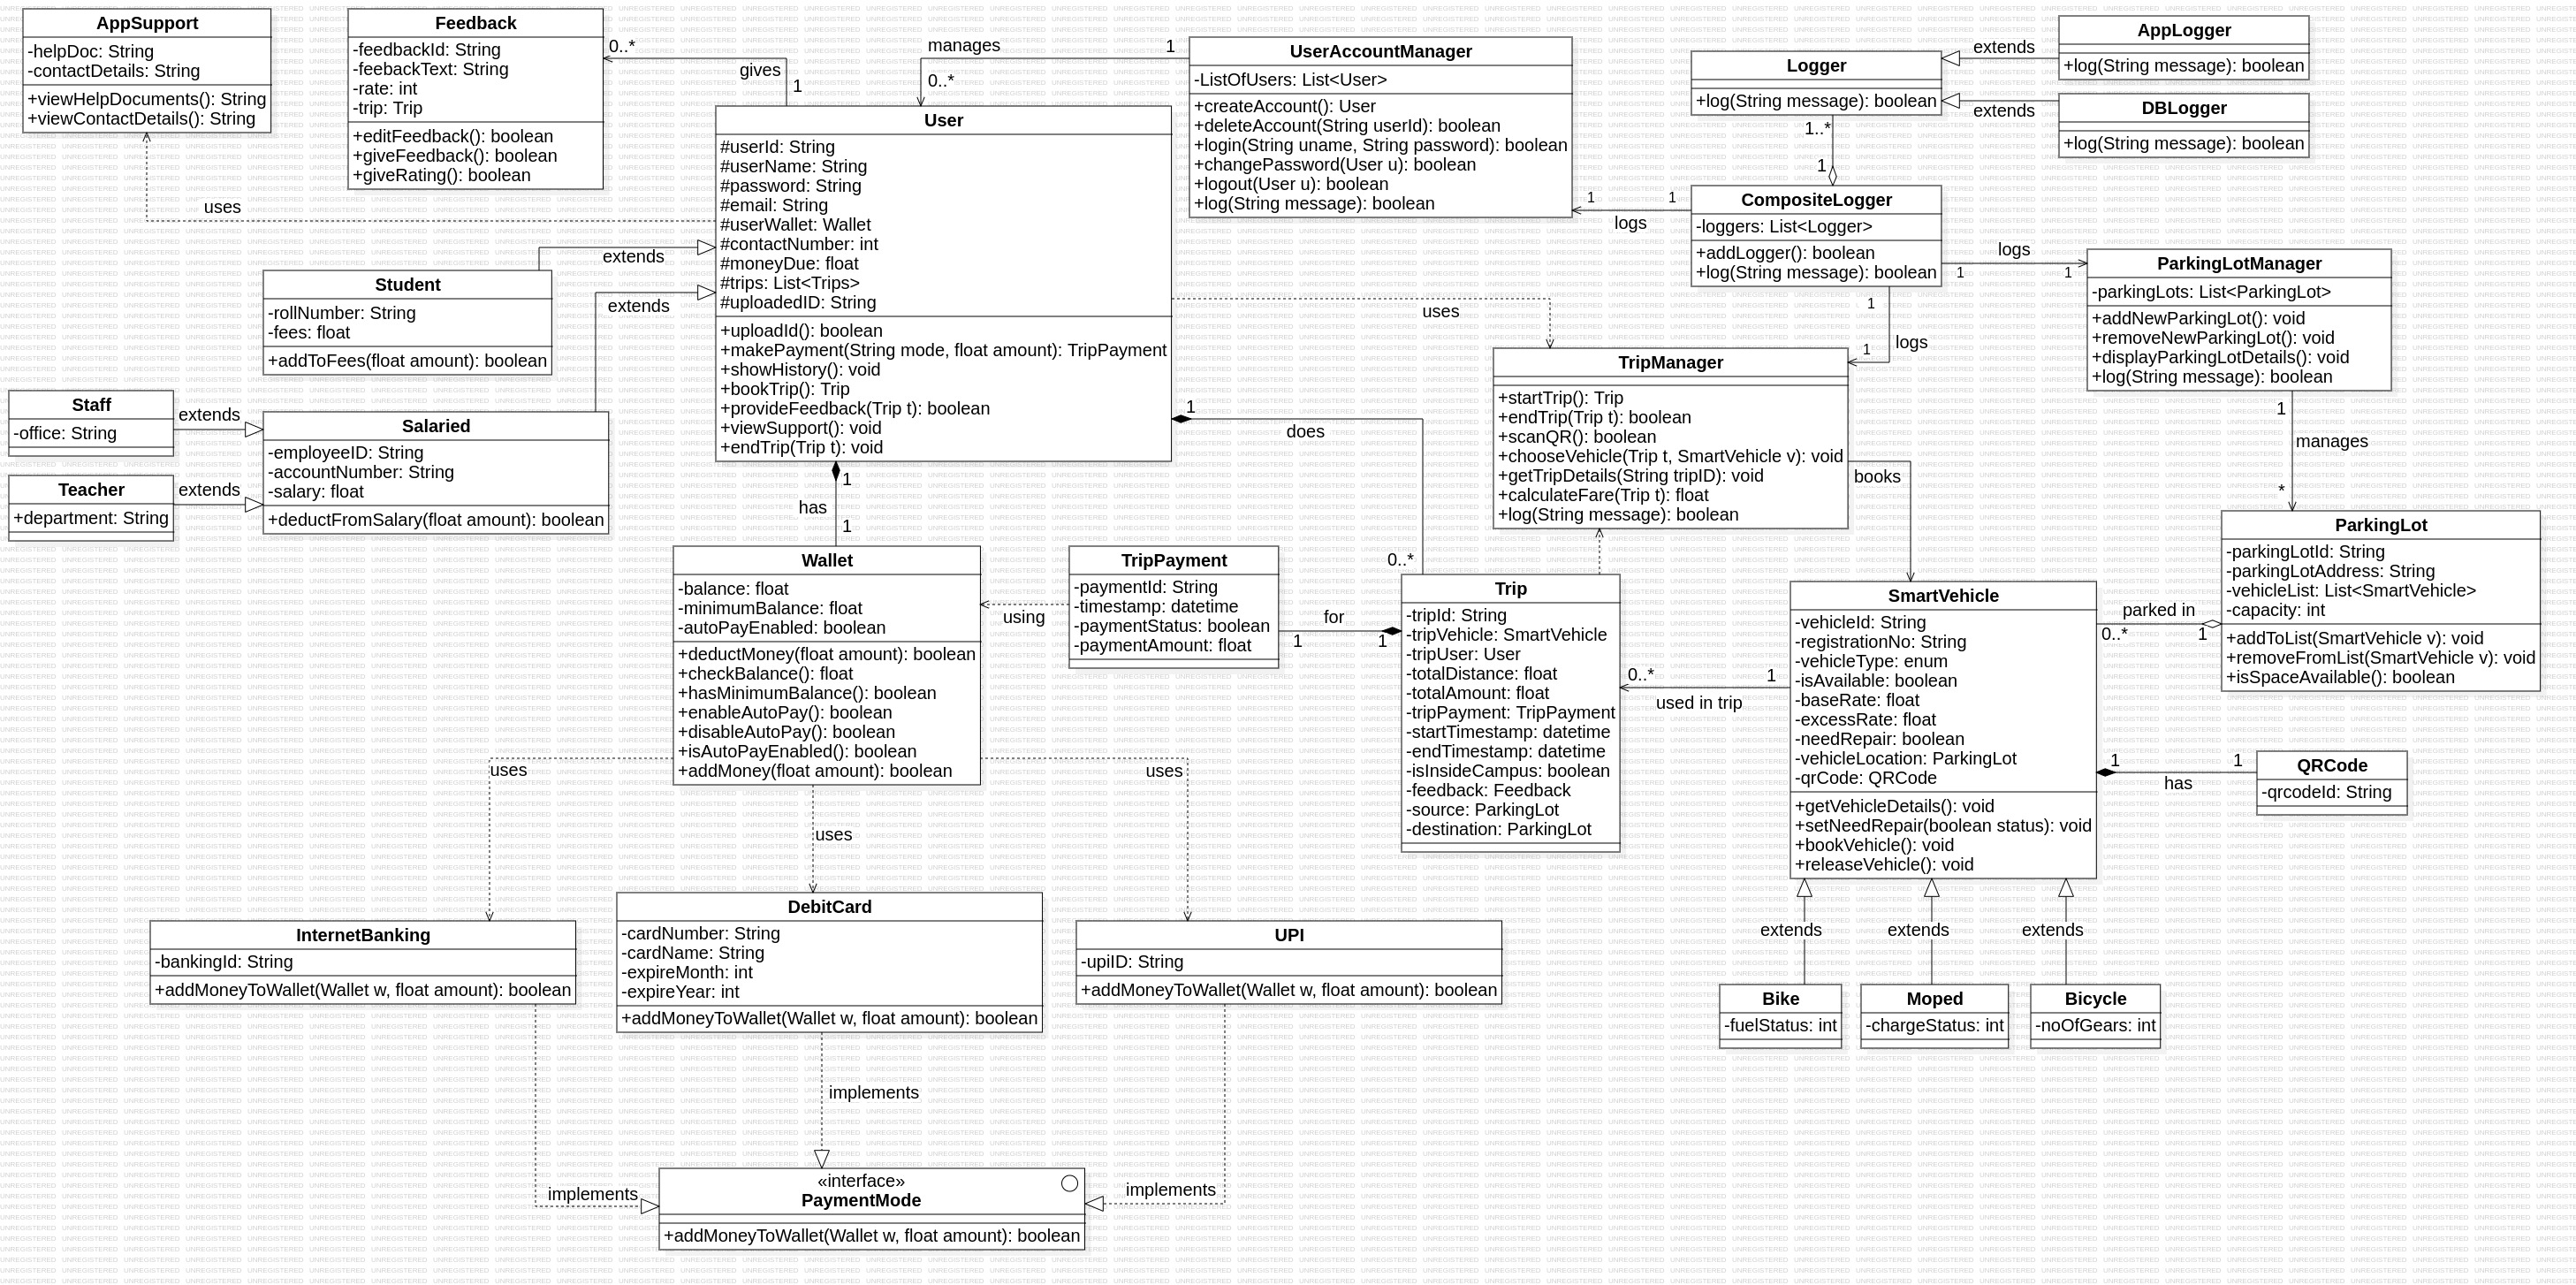 AppSupport
-helpDoc: String
-contactDetails: String
+viewHelpDocuments(): String
+viewContactDetails(): String
Feedback
-feedbackId: String
-feebackText: String
-rate: int
-trip: Trip
+editFeedback(): boolean
+giveFeedback(): boolean
+giveRating(): boolean
0..*
gives
1
manages
1
0..*
uses
User
#userId: String
#userName: String
#password: String
#email: String
#userWallet: Wallet
#contactNumber: int
#moneyDue: float
#trips: List<Trips>
#uploadedID: String
+uploadId(): boolean
+makePayment(String mode, float amount): TripPayment
+showHistory(): void
+bookTrip(): Trip
+provideFeedback(Trip t): boolean
+viewSupport(): void
+endTrip(Trip t): void
UserAccountManager
-ListOfUsers: List<User>
+createAccount(): User
+deleteAccount(String userId): boolean
+login(String uname, String password): boolean
+changePassword(User u): boolean
+logout(User u): boolean
+log(String message): boolean
Logger
+log(String message): boolean
extends
extends
AppLogger
+log(String message): boolean
DBLogger
+log(String message): boolean
1..*
1
CompositeLogger
-loggers: List<Logger>
+addLogger(): boolean
+log(String message): boolean
1
1
logs
logs
1
1
1
logs
1
ParkingLotManager
-parkingLots: List<ParkingLot>
+addNewParkingLot(): void
+removeNewParkingLot(): void
+displayParkingLotDetails(): void
+log(String message): boolean
1
manages
*
extends
extends
Student
-rollNumber: String
-fees: float
+addToFees(float amount): boolean
Staff
-office: String
extends
Teacher
+department: String
extends
Salaried
-employeeID: String
-accountNumber: String
-salary: float
+deductFromSalary(float amount): boolean
uses
TripManager
+startTrip(): Trip
+endTrip(Trip t): boolean
+scanQR(): boolean
+chooseVehicle(Trip t, SmartVehicle v): void
+getTripDetails(String tripID): void
+calculateFare(Trip t): float
+log(String message): boolean
books
1
does
0..*
1
has
1
Wallet
-balance: float
-minimumBalance: float
-autoPayEnabled: boolean
+deductMoney(float amount): boolean
+checkBalance(): float
+hasMinimumBalance(): boolean
+enableAutoPay(): boolean
+disableAutoPay(): boolean
+isAutoPayEnabled(): boolean
+addMoney(float amount): boolean
using
TripPayment
-paymentId: String
-timestamp: datetime
-paymentStatus: boolean
-paymentAmount: float
for
1
1
Trip
-tripId: String
-tripVehicle: SmartVehicle
-tripUser: User
-totalDistance: float
-totalAmount: float
-tripPayment: TripPayment
-startTimestamp: datetime
-endTimestamp: datetime
-isInsideCampus: boolean
-feedback: Feedback
-source: ParkingLot
-destination: ParkingLot
0..*
1
used in trip
SmartVehicle
-vehicleId: String
-registrationNo: String
-vehicleType: enum
-isAvailable: boolean
-baseRate: float
-excessRate: float
-needRepair: boolean
-vehicleLocation: ParkingLot
-qrCode: QRCode
+getVehicleDetails(): void
+setNeedRepair(boolean status): void
+bookVehicle(): void
+releaseVehicle(): void
parked in
0..*
1
ParkingLot
-parkingLotId: String
-parkingLotAddress: String
-vehicleList: List<SmartVehicle>
-capacity: int
+addToList(SmartVehicle v): void
+removeFromList(SmartVehicle v): void
+isSpaceAvailable(): boolean
1
1
has
QRCode
-qrcodeId: String
uses
uses
uses
InternetBanking
-bankingId: String
+addMoneyToWallet(Wallet w, float amount): boolean
DebitCard
-cardNumber: String
-cardName: String
-expireMonth: int
-expireYear: int
+addMoneyToWallet(Wallet w, float amount): boolean
UPI
-upiID: String
+addMoneyToWallet(Wallet w, float amount): boolean
extends
extends
extends
Bike
-fuelStatus: int
Moped
-chargeStatus: int
Bicycle
-noOfGears: int
implements
implements
implements
«interface»
PaymentMode
+addMoneyToWallet(Wallet w, float amount): boolean
UNREGISTERED